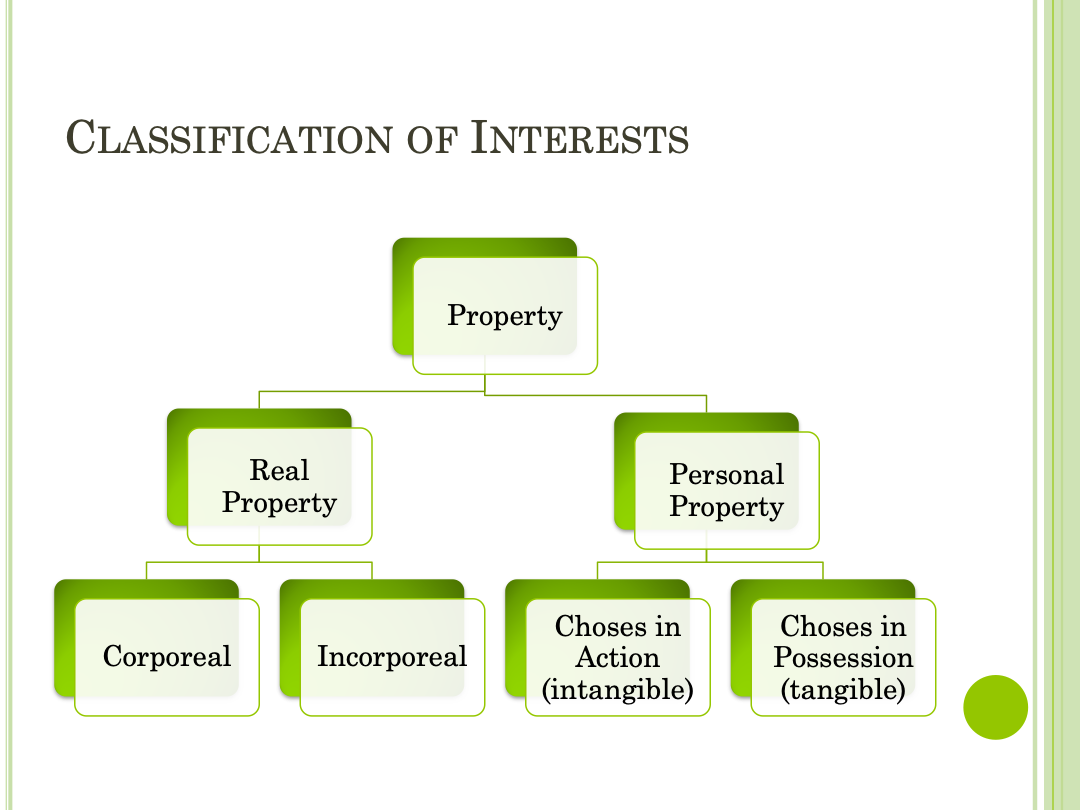 Classification of Interests
Property
Real
Property
Personal
Property
Corporeal
Incorporeal
Choses in
Action
(intangible)
Choses in
Possession
(tangible)